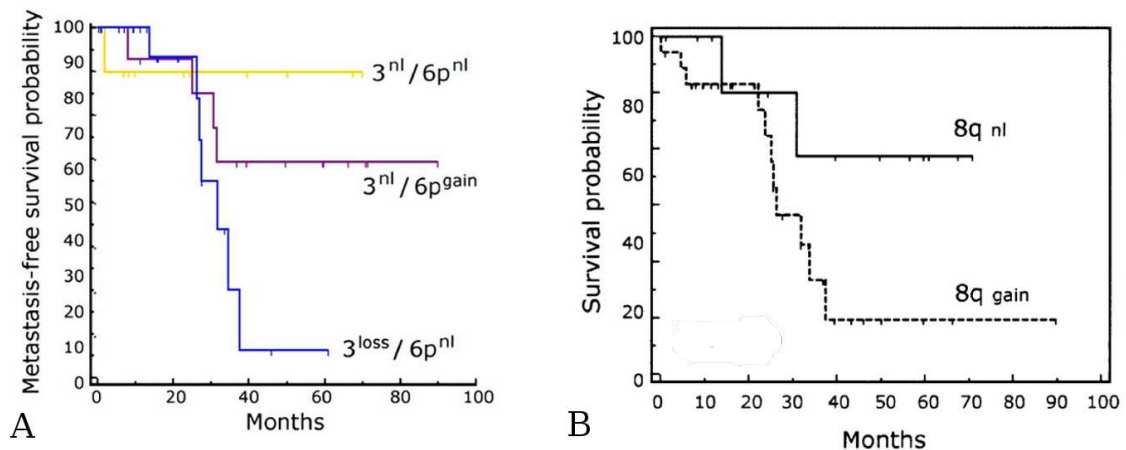 Metastasis-free survival probability
100
90
80
70
60
50
40
30
20
10
0
3ⁿˡ/6pⁿˡ
3ⁿˡ/6pᵍᵃⁱⁿ
3ˡᵒˢˢ/6pⁿˡ
0 20 40 60 80 100
Months
A
Survival probability
100
80
60
40
20
0
8q nl
8q gain
0 10 20 30 40 50 60 70 80 90 100
Months
B